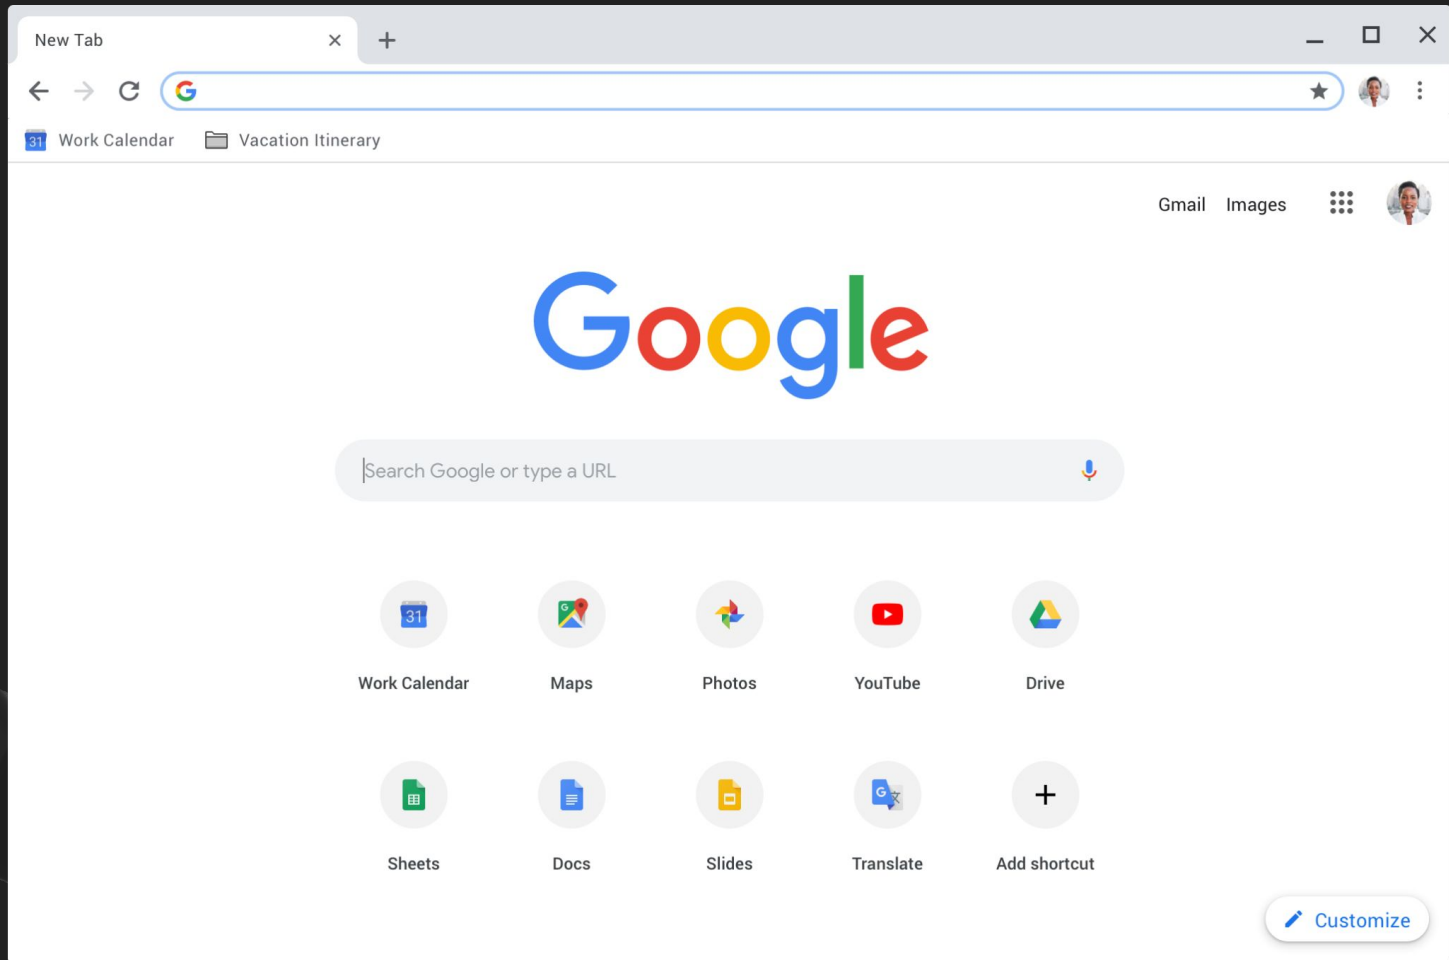 New Tab
31 Work Calendar Vacation Itinerary
Gmail Images
Google
Search Google or type a URL
31
Work Calendar Maps Photos YouTube Drive
Sheets Docs Slides Translate Add shortcut
Customize